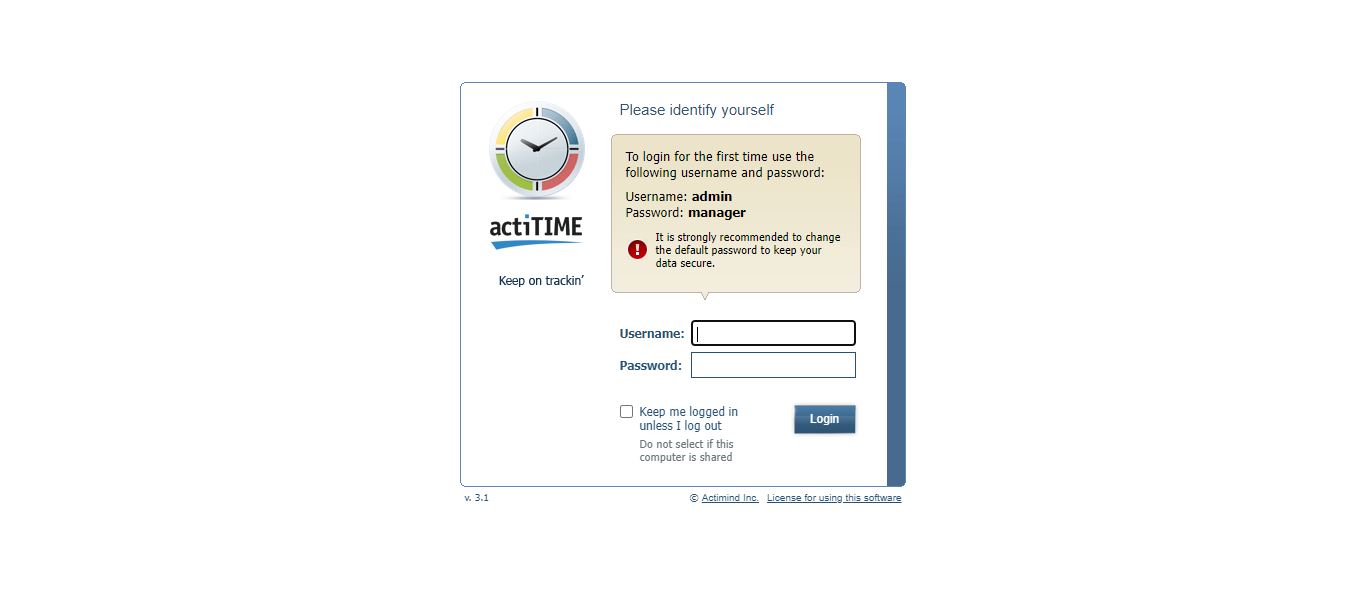 Please identify yourself
To login for the first time use the
following username and password:
Username: admin
Password: manager
It is strongly recommended to change
the default password to keep your
data secure.
actiTIME
Keep on trackin’
Username:
Password:
Keep me logged in
unless I log out
Login
Do not select if this
computer is shared
v. 3.1
© Actimind Inc. License for using this software